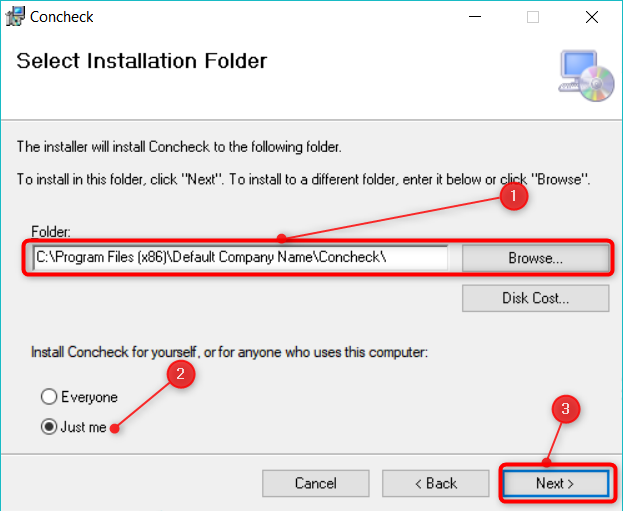 Concheck
Select Installation Folder
The installer will install Concheck to the following folder.
To install in this folder, click "Next". To install to a different folder, enter it below or click "Browse".
1
Folder:
C:\Program Files (x86)\Default Company Name\Concheck\
Browse...
Disk Cost...
Install Concheck for yourself, or for anyone who uses this computer:
2
Everyone
Just me
3
Cancel
< Back
Next >